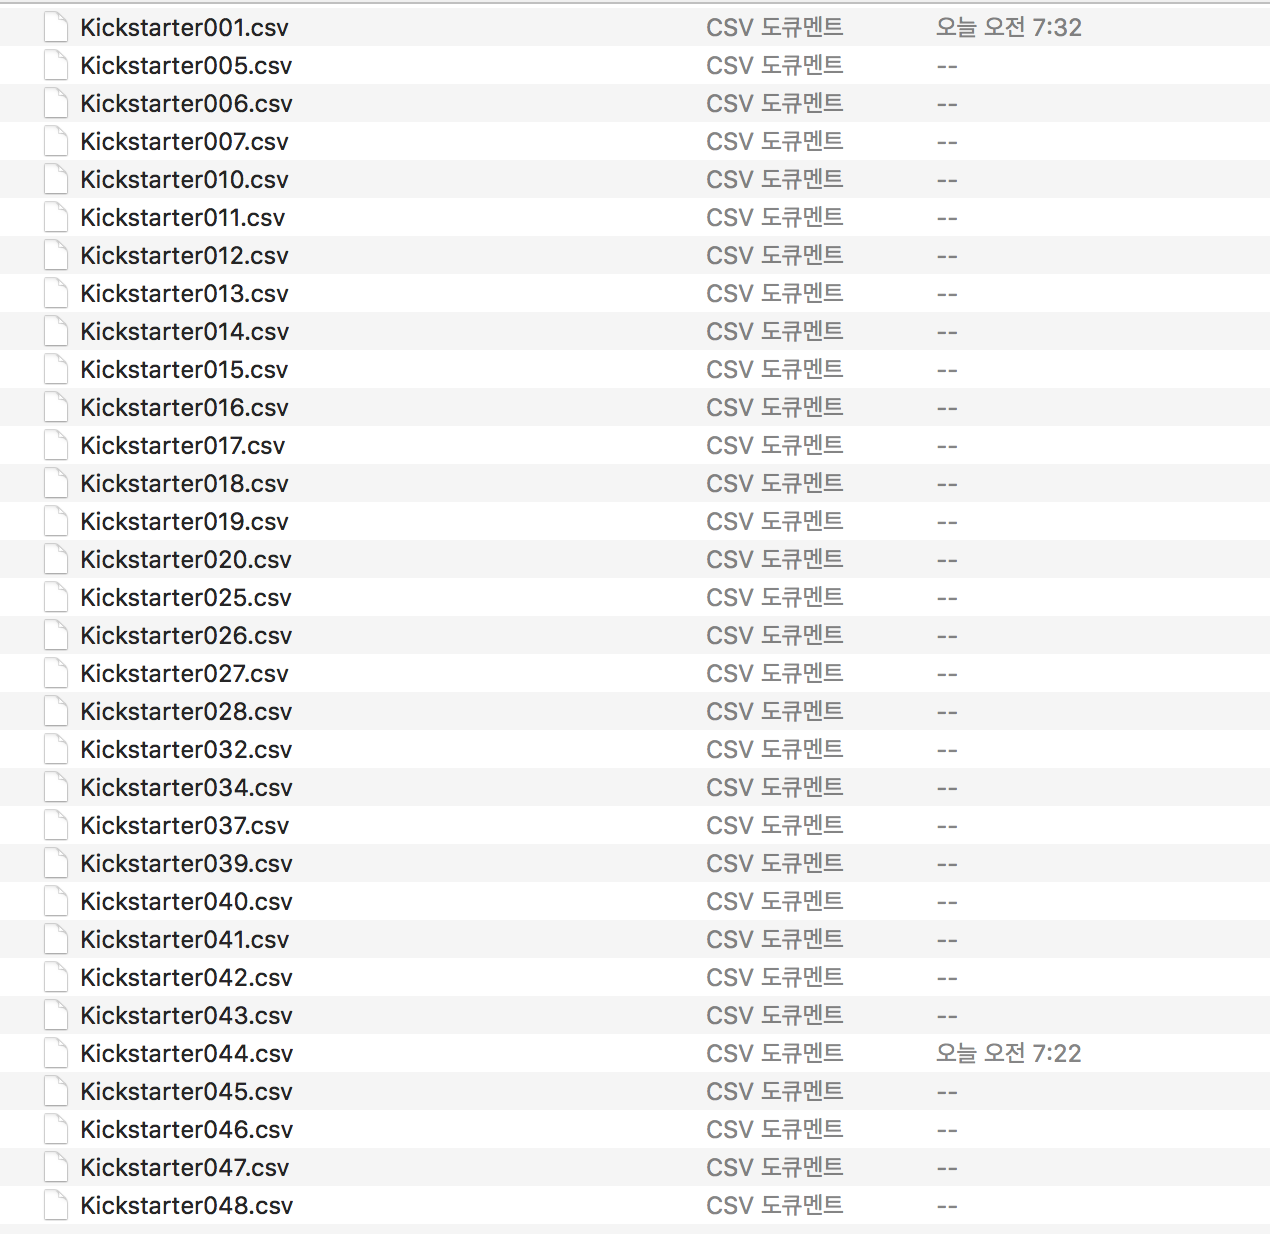 Kickstarter001.csv CSV 도큐멘트 오늘 오전 7:32
Kickstarter005.csv CSV 도큐멘트 --
Kickstarter006.csv CSV 도큐멘트 --
Kickstarter007.csv CSV 도큐멘트 --
Kickstarter010.csv CSV 도큐멘트 --
Kickstarter011.csv CSV 도큐멘트 --
Kickstarter012.csv CSV 도큐멘트 --
Kickstarter013.csv CSV 도큐멘트 --
Kickstarter014.csv CSV 도큐멘트 --
Kickstarter015.csv CSV 도큐멘트 --
Kickstarter016.csv CSV 도큐멘트 --
Kickstarter017.csv CSV 도큐멘트 --
Kickstarter018.csv CSV 도큐멘트 --
Kickstarter019.csv CSV 도큐멘트 --
Kickstarter020.csv CSV 도큐멘트 --
Kickstarter025.csv CSV 도큐멘트 --
Kickstarter026.csv CSV 도큐멘트 --
Kickstarter027.csv CSV 도큐멘트 --
Kickstarter028.csv CSV 도큐멘트 --
Kickstarter032.csv CSV 도큐멘트 --
Kickstarter034.csv CSV 도큐멘트 --
Kickstarter037.csv CSV 도큐멘트 --
Kickstarter039.csv CSV 도큐멘트 --
Kickstarter040.csv CSV 도큐멘트 --
Kickstarter041.csv CSV 도큐멘트 --
Kickstarter042.csv CSV 도큐멘트 --
Kickstarter043.csv CSV 도큐멘트 --
Kickstarter044.csv CSV 도큐멘트 오늘 오전 7:22
Kickstarter045.csv CSV 도큐멘트 --
Kickstarter046.csv CSV 도큐멘트 --
Kickstarter047.csv CSV 도큐멘트 --
Kickstarter048.csv CSV 도큐멘트 --